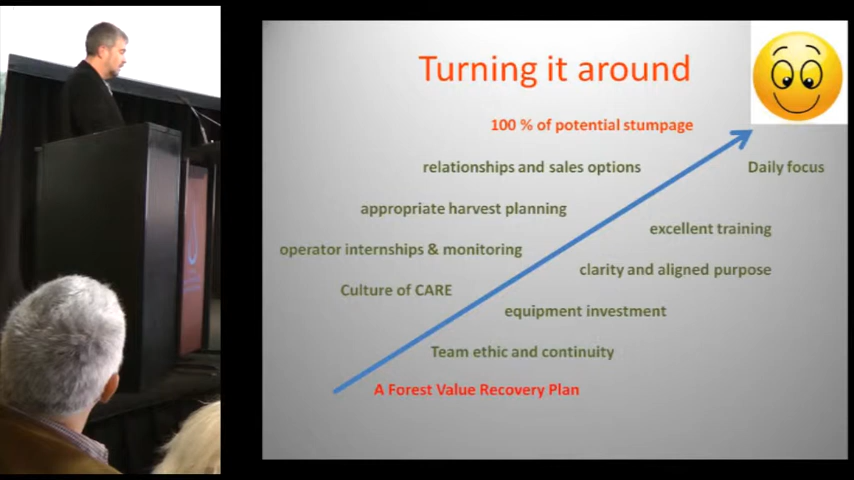 Turning it around
100 % of potential stumpage
relationships and sales options
Daily focus
appropriate harvest planning
excellent training
operator internships & monitoring
clarity and aligned purpose
Culture of CARE
equipment investment
Team ethic and continuity
A Forest Value Recovery Plan